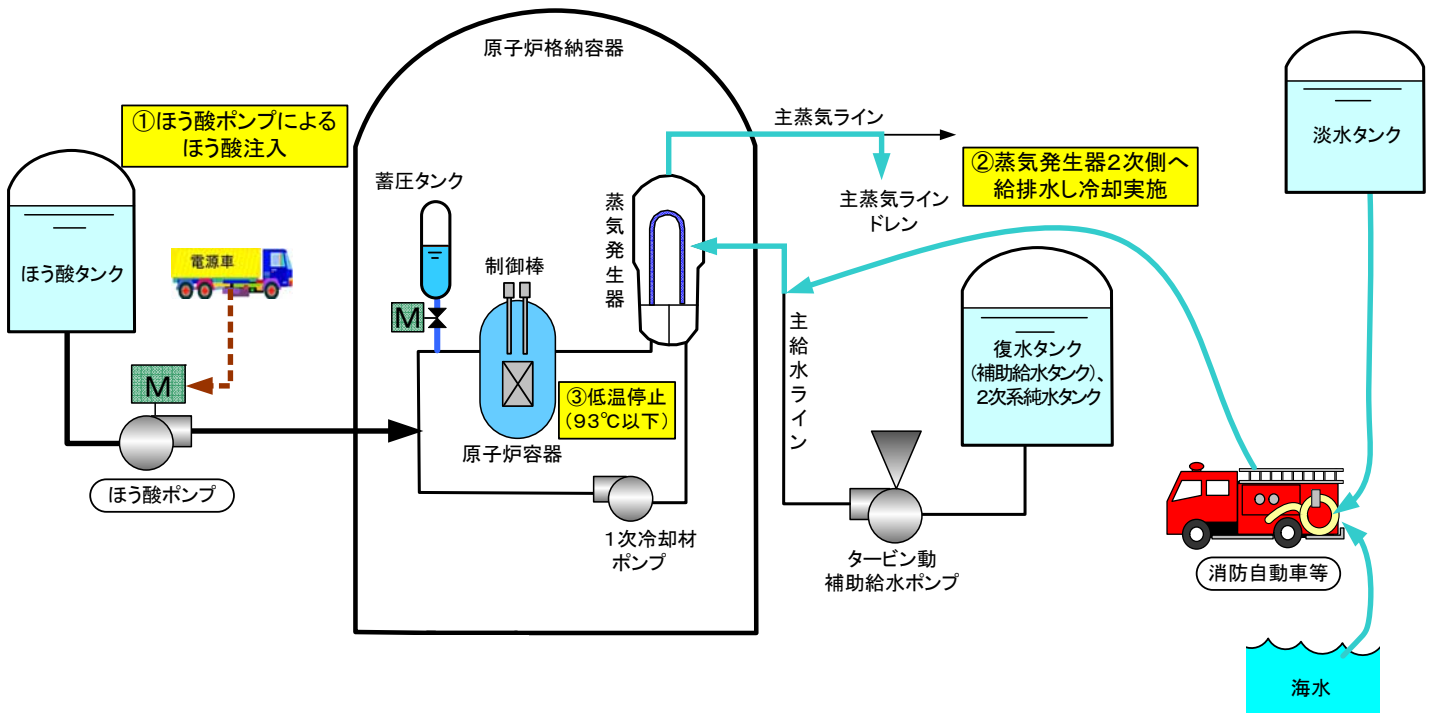 原子炉格納容器
①ほう酸ポンプによる
ほう酸注入
ほう酸タンク
電源車
M
ほう酸ポンプ
蓄圧タンク
M
制御棒
原子炉容器
③低温停止
(93℃以下)
蒸気発生器
1次冷却材
ポンプ
主蒸気ライン
主蒸気ライン
ドレン
②蒸気発生器2次側へ
給排水し冷却実施
主給水ライン
タービン動
補助給水ポンプ
復水タンク
(補助給水タンク)、
2次系純水タンク
淡水タンク
消防自動車等
海水